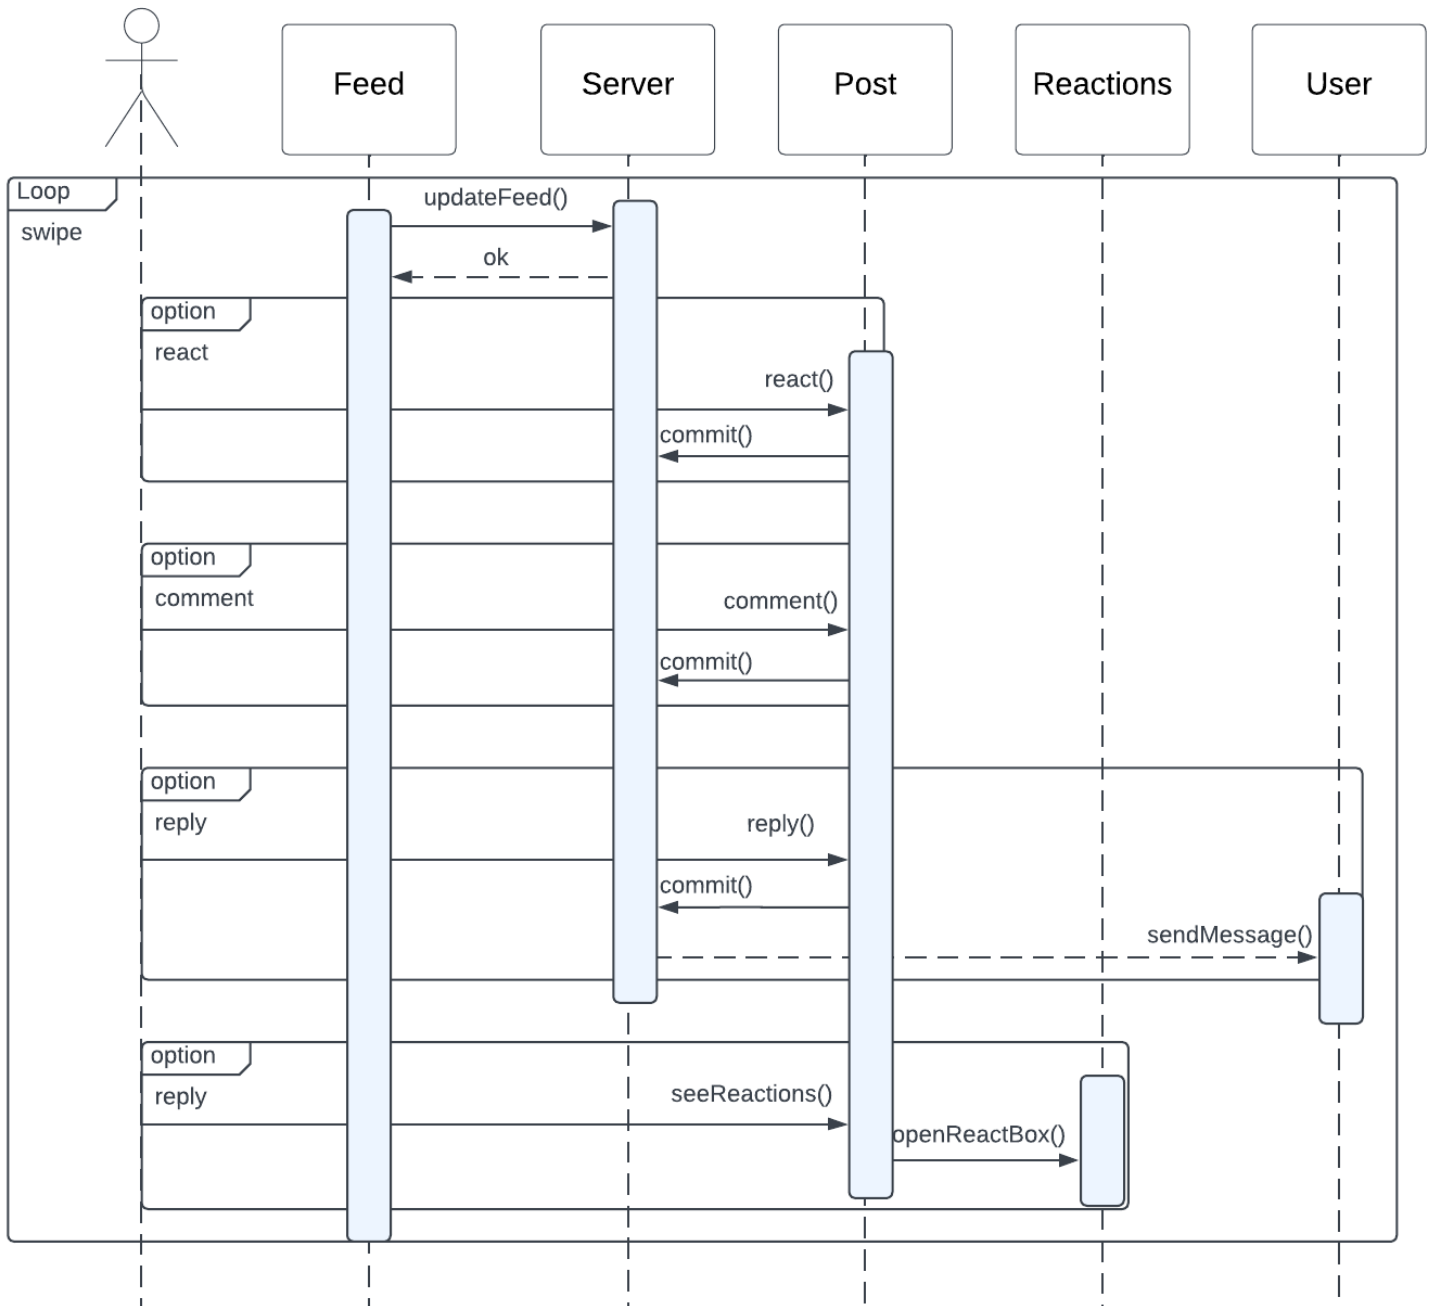 Feed
Server
Post
Reactions
User
Loop
swipe
updateFeed()
ok
option
react
react()
commit()
option
comment
comment()
commit()
option
reply
reply()
commit()
sendMessage()
option
reply
seeReactions()
openReactBox()